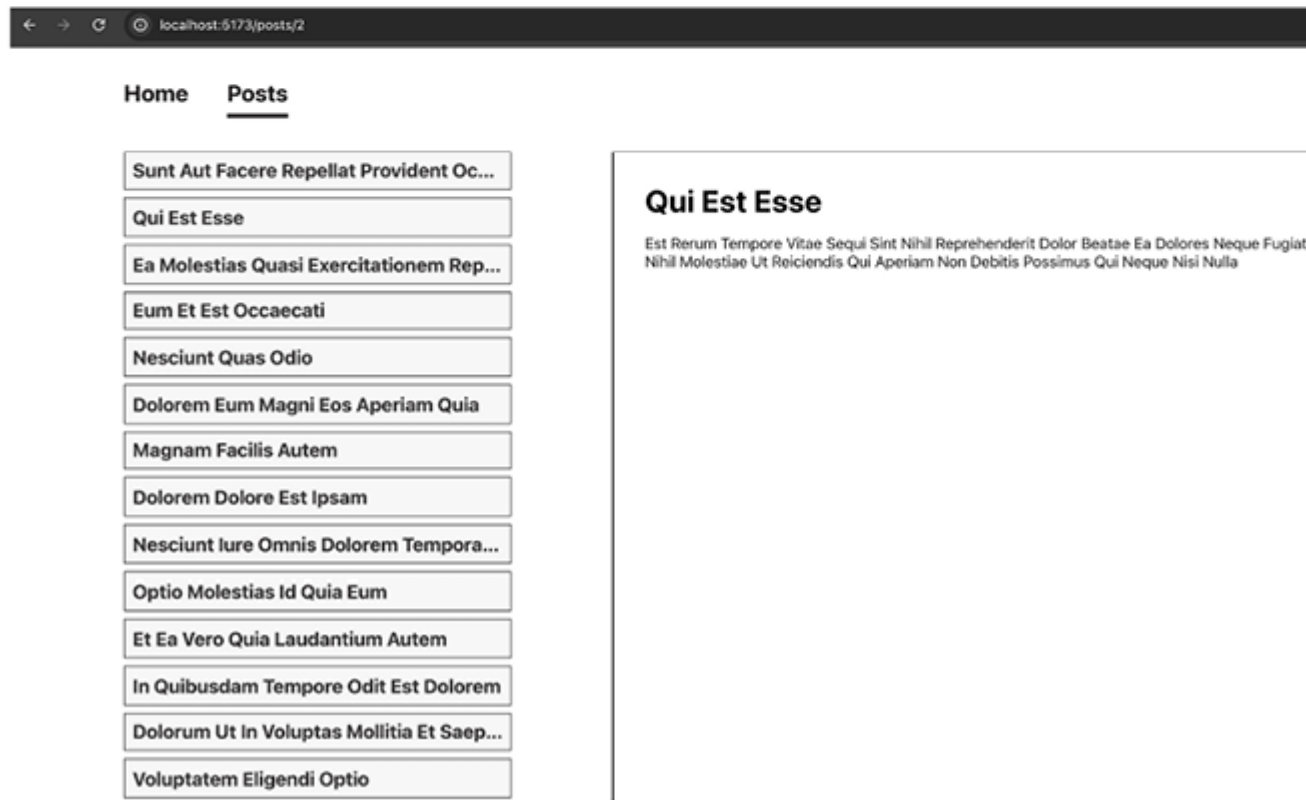 localhost:5173/posts/2
Home Posts
Sunt Aut Facere Repellat Provident Oc...
Qui Est Esse
Ea Molestias Quasi Exercitationem Rep...
Eum Et Est Occaecati
Nesciunt Quas Odio
Dolorem Eum Magni Eos Aperiam Quia
Magnam Facilis Autem
Dolorem Dolore Est Ipsam
Nesciunt Iure Omnis Dolorem Tempora...
Optio Molestias Id Quia Eum
Et Ea Vero Quia Laudantium Autem
In Quibusdam Tempore Odit Est Dolorem
Dolorum Ut In Voluptas Mollitia Et Saep...
Voluptatem Eligendi Optio
Qui Est Esse
Est Rerum Tempore Vitae Sequi Sint Nihil Reprehenderit Dolor Beatae Ea Dolores Neque Fugiat
Nihil Molestiae Ut Reiciendis Qui Aperiam Non Debitis Possimus Qui Neque Nisi Nulla